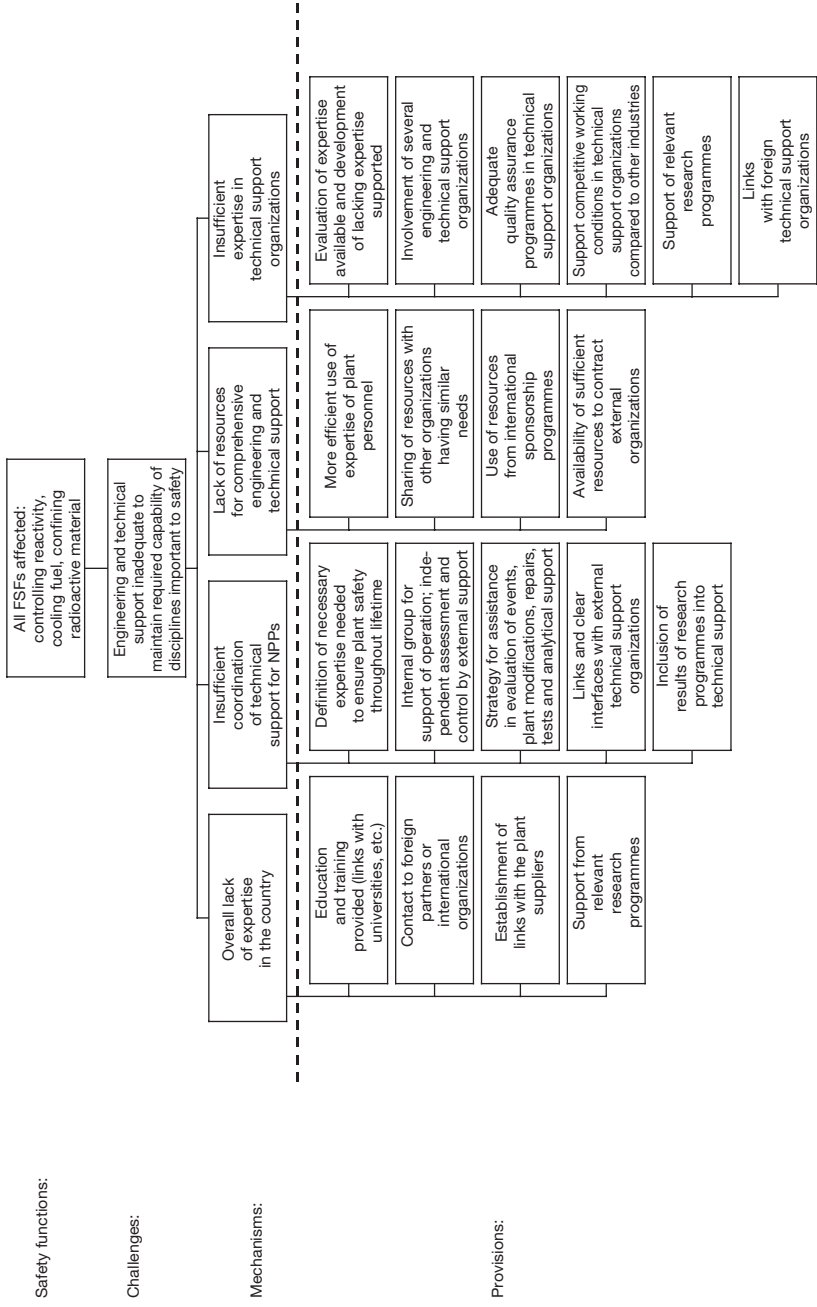 Safety functions:
All FSFs affected:
controlling reactivity,
cooling fuel, confining
radioactive material
Challenges:
Engineering and technical
support inadequate to
maintain required capability of
disciplines important to safety
Mechanisms:
Overall lack
of expertise
in the country
Insufficient
coordination
of technical
support for NPPs
Lack of resources
for comprehensive
engineering and
technical support
Insufficient
expertise in
technical support
organizations
Provisions:
Education
and training
provided (links with
universities, etc.)
Contact to foreign
partners or
international
organizations
Establishment of
links with the plant
suppliers
Support from
relevant
research
programmes
Definition of necessary
expertise needed
to ensure plant safety
throughout lifetime
Internal group for
support of operation; inde-
pendent assessment and
control by external support
Strategy for assistance
in evaluation of events,
plant modifications, repairs,
tests and analytical support
Links and clear
interfaces with external
technical support
organizations
Inclusion of
results of research
programmes into
technical support
More efficient use of
expertise of plant
personnel
Sharing of resources with
other organizations
having similar
needs
Use of resources
from international
sponsorship
programmes
Availability of sufficient
resources to contract
external
organizations
Evaluation of expertise
available and development
of lacking expertise
supported
Involvement of several
engineering and
technical support
organizations
Adequate
quality assurance
programmes in technical
support organizations
Support competitive working
conditions in technical
support organizations
compared to other industries
Support of relevant
research
programmes
Links
with foreign
technical support
organizations